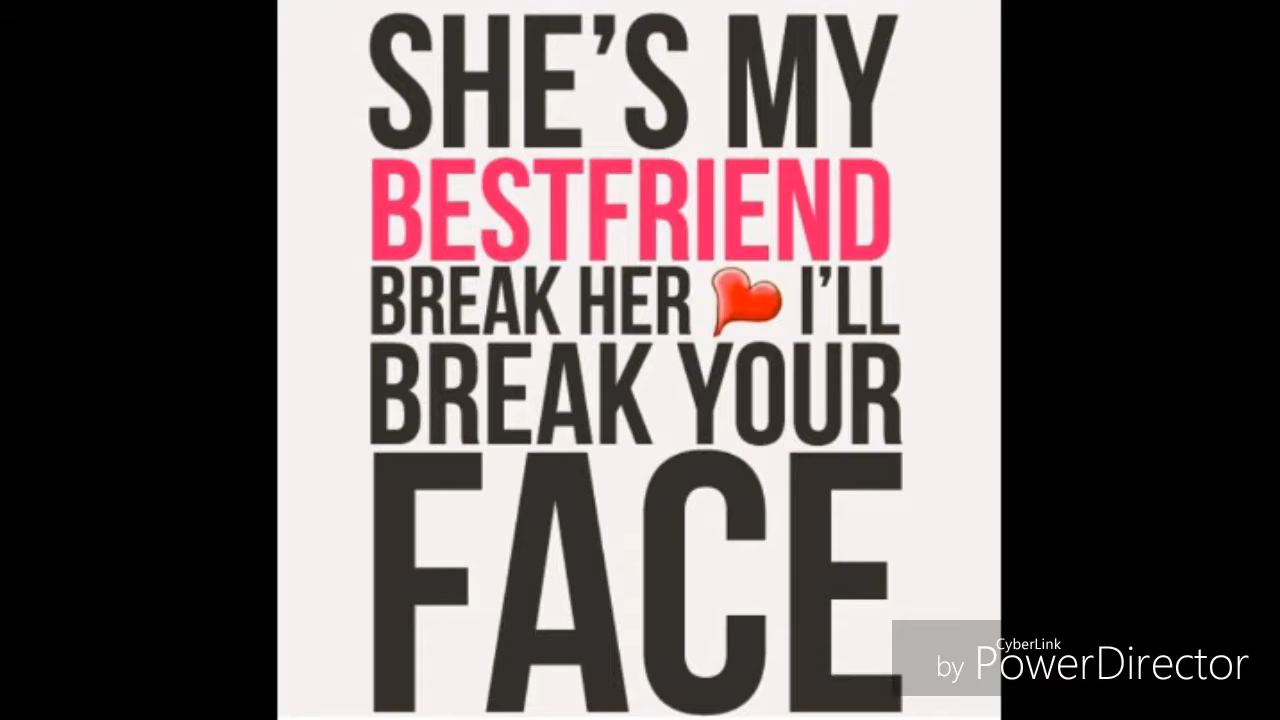 SHE'S MY
BESTFRIEND
BREAK HER ❤ I'LL
BREAK YOUR
FACE
CyberLink
by PowerDirector